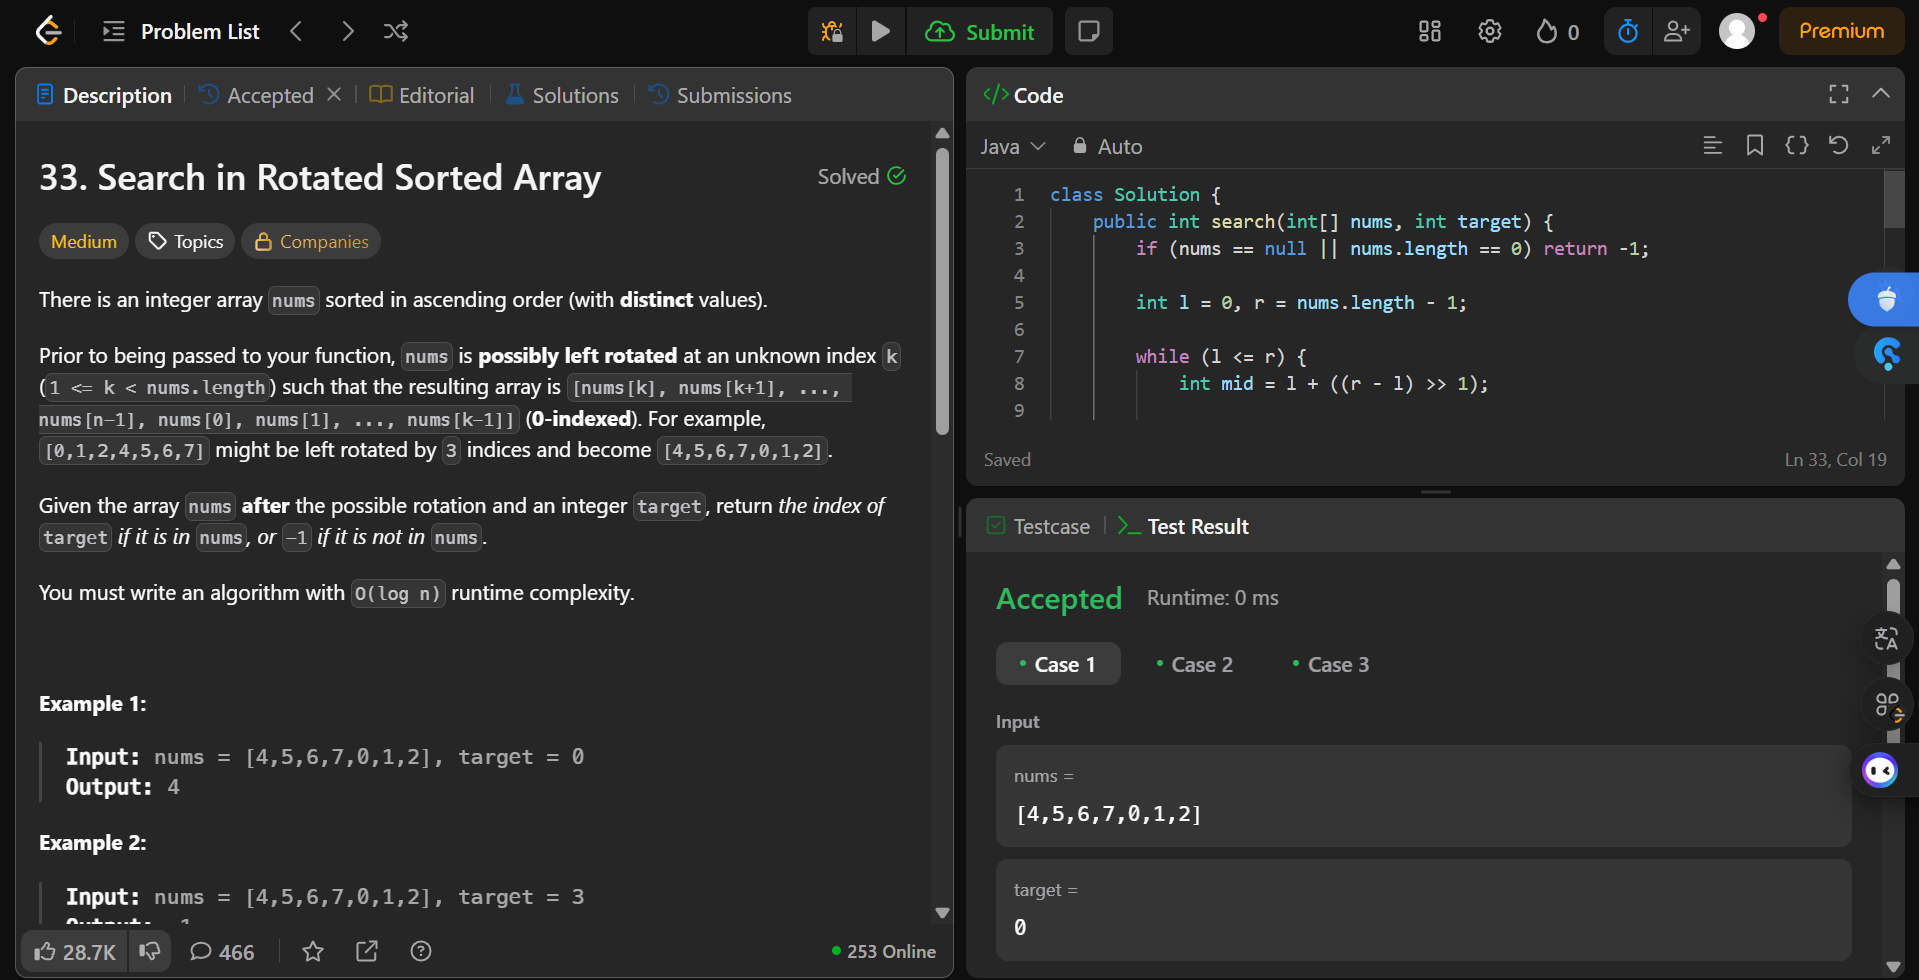 Problem List
Submit
0
Premium
Description
Accepted
Editorial
Solutions
Submissions
33. Search in Rotated Sorted Array
Solved
Medium
Topics
Companies
There is an integer array nums sorted in ascending order (with distinct values).
Prior to being passed to your function, nums is possibly left rotated at an unknown index k
(1 <= k < nums.length) such that the resulting array is [nums[k], nums[k+1], ...,
nums[n-1], nums[0], nums[1], ..., nums[k-1]] (0-indexed). For example,
[0,1,2,4,5,6,7] might be left rotated by 3 indices and become [4,5,6,7,0,1,2].
Given the array nums after the possible rotation and an integer target, return the index of
target if it is in nums, or -1 if it is not in nums.
You must write an algorithm with O(log n) runtime complexity.
Example 1:
Input: nums = [4,5,6,7,0,1,2], target = 0
Output: 4
Example 2:
Input: nums = [4,5,6,7,0,1,2], target = 3
28.7K
466
253 Online
</> Code
Java
Auto
1 class Solution {
2 public int search(int[] nums, int target) {
3 if (nums == null || nums.length == 0) return -1;
4
5 int l = 0, r = nums.length - 1;
6
7 while (l <= r) {
8 int mid = l + ((r - l) >> 1);
9
Saved
Ln 33, Col 19
Testcase
>_ Test Result
Accepted
Runtime: 0 ms
Case 1
Case 2
Case 3
Input
nums =
[4,5,6,7,0,1,2]
target =
0